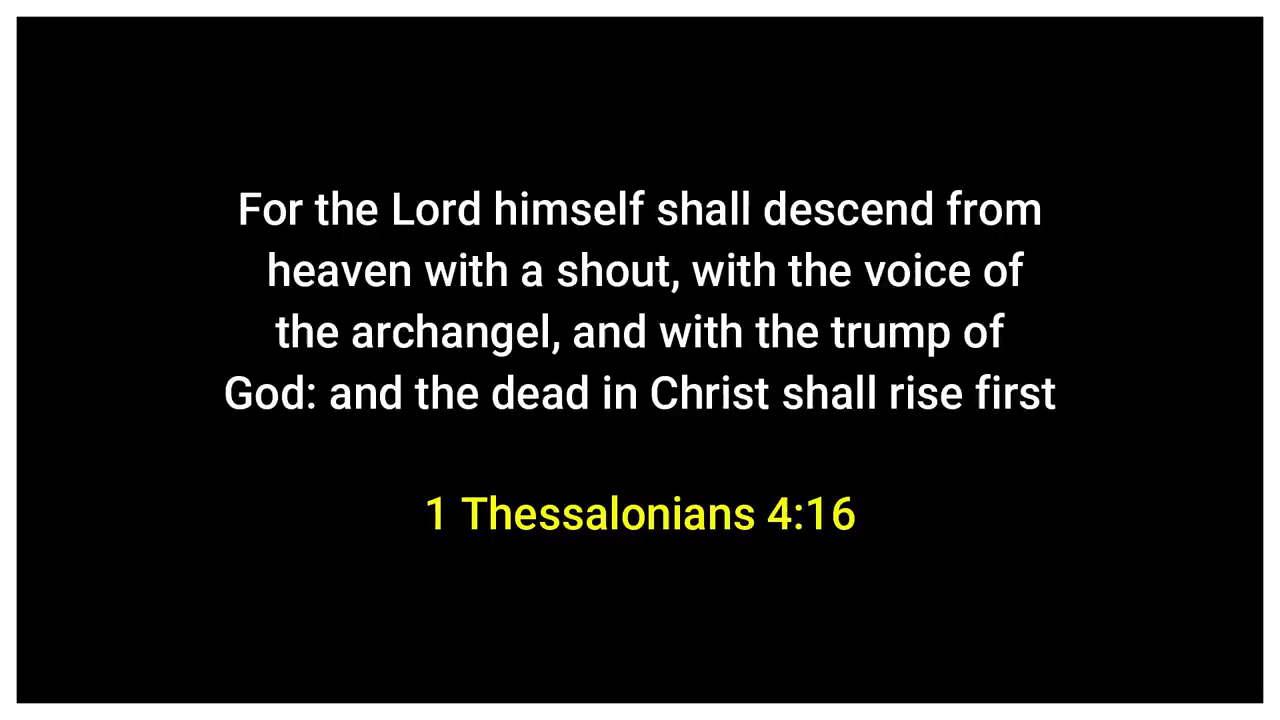 For the Lord himself shall descend from
heaven with a shout, with the voice of
the archangel, and with the trump of
God: and the dead in Christ shall rise first
1 Thessalonians 4:16